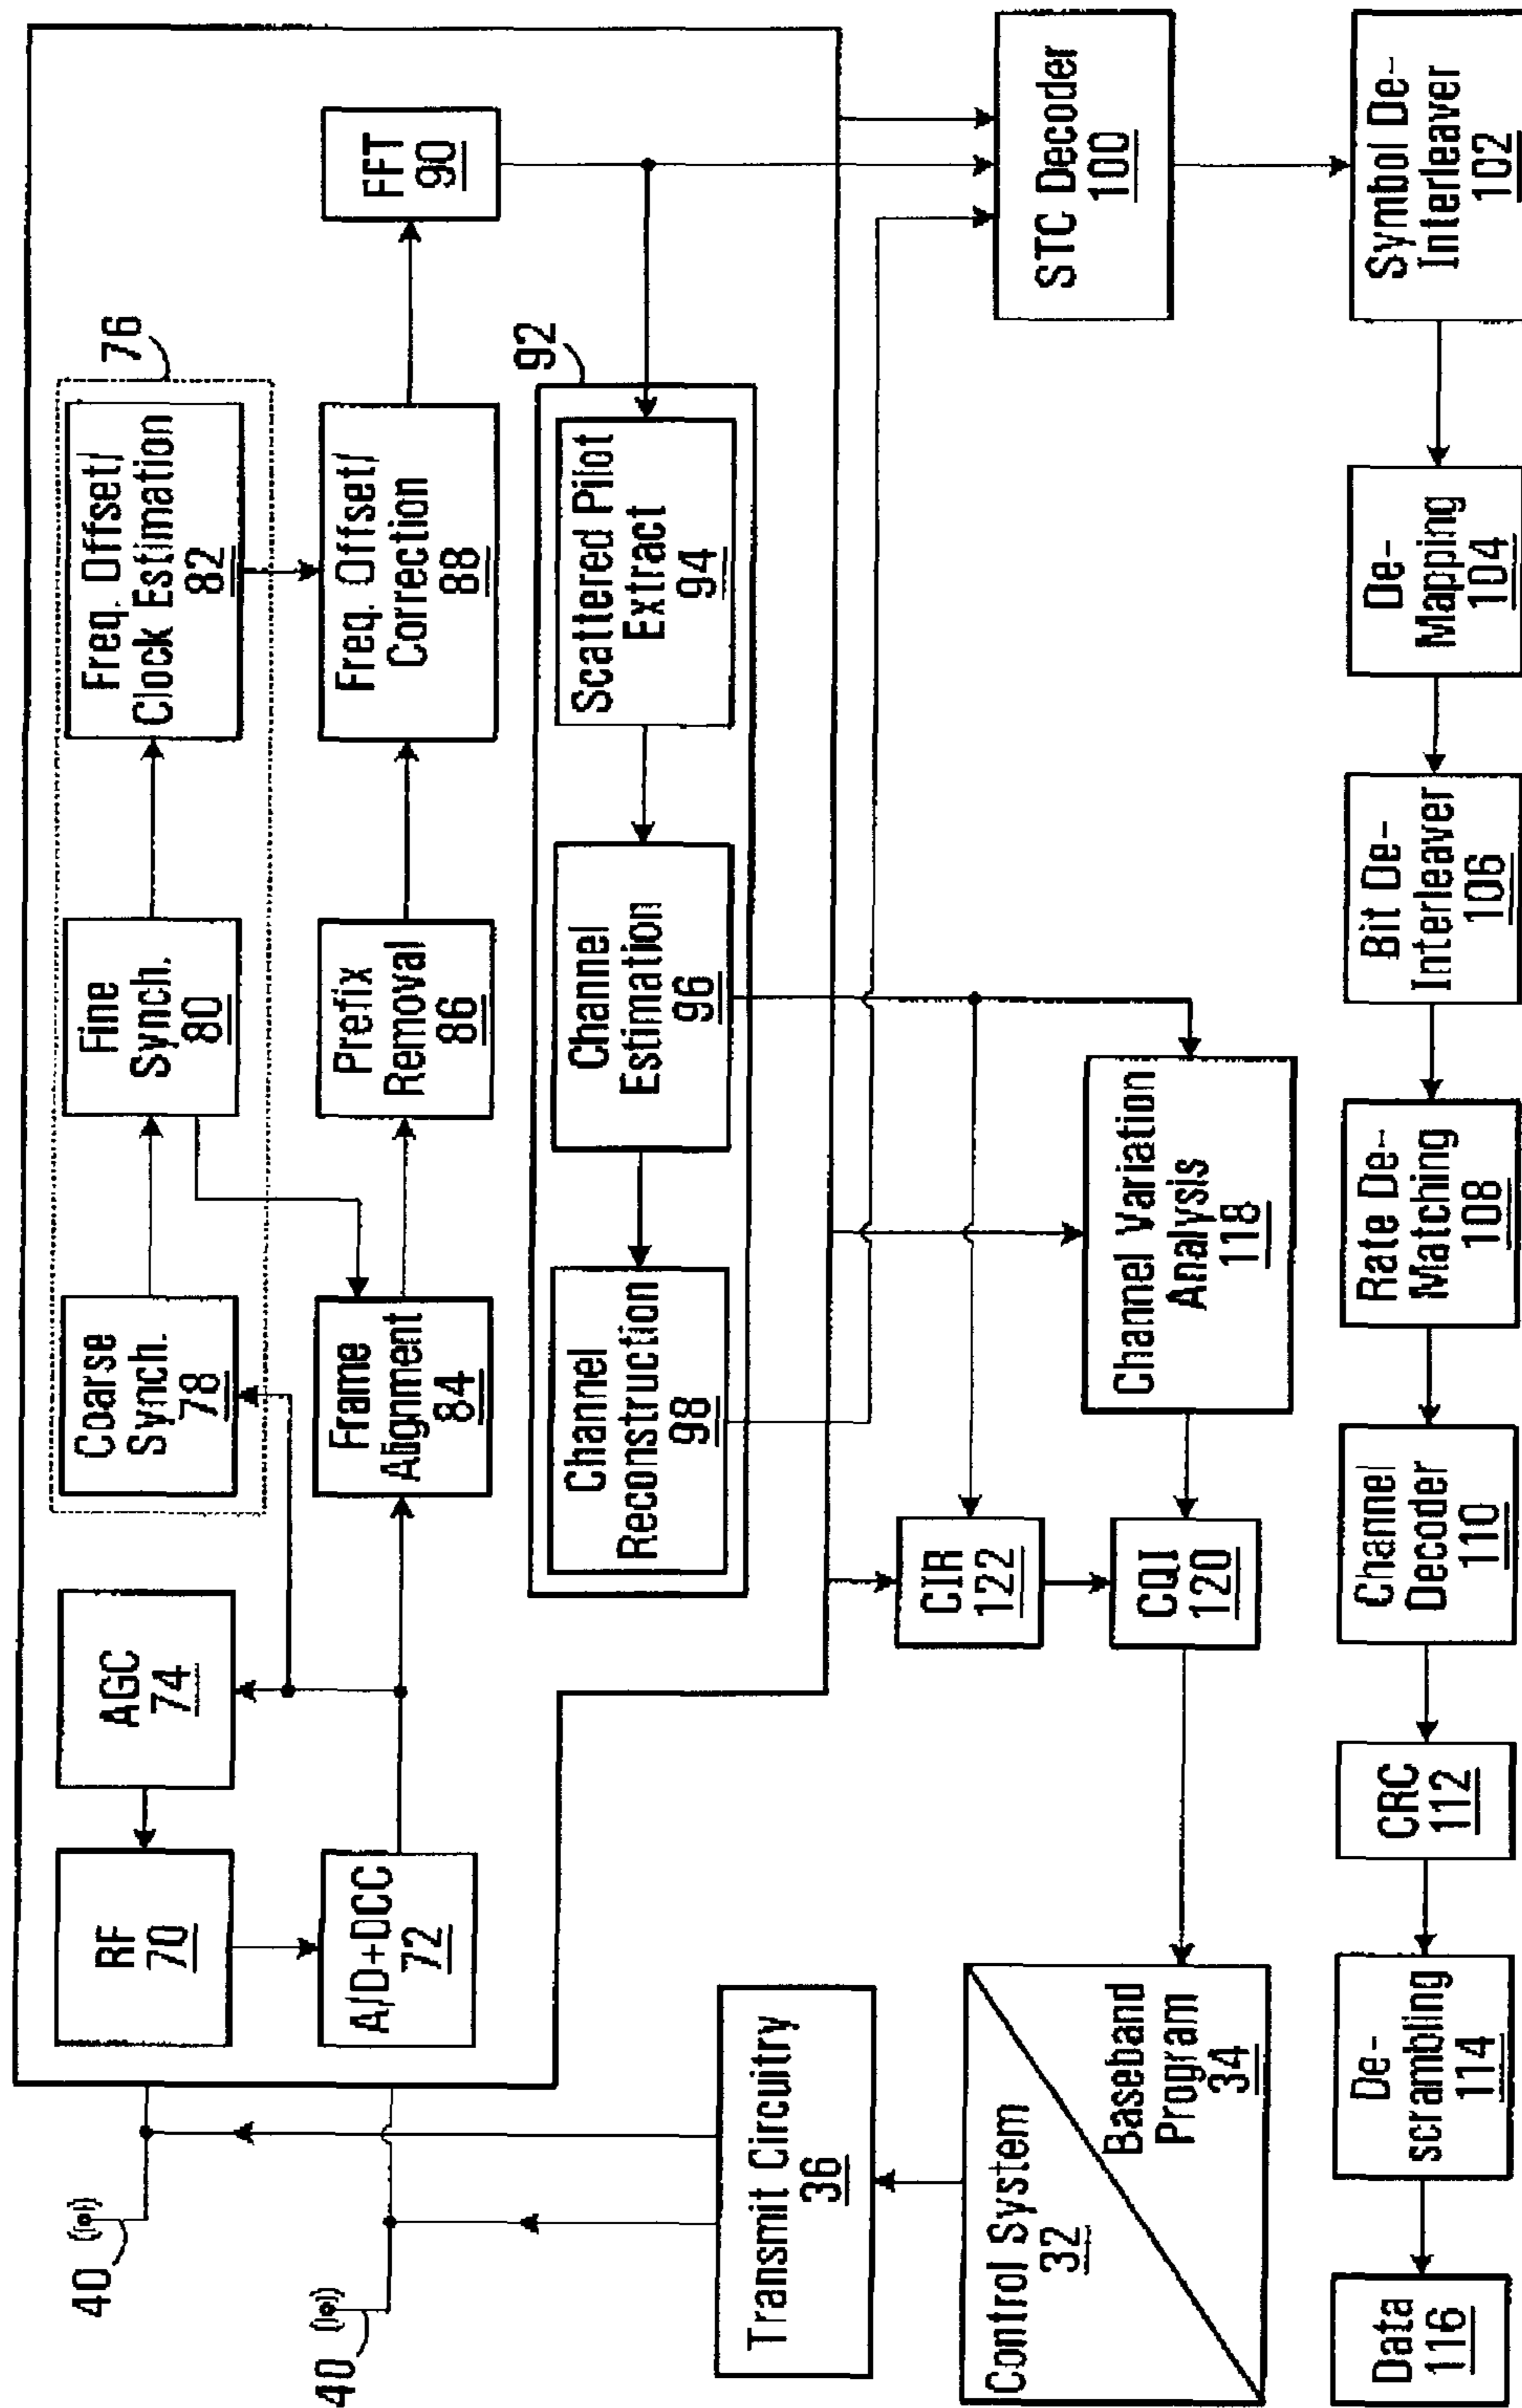 40
40
RF
70
AGC
74
A/D+DCC
72
76
Coarse
Synch.
78
Fine
Synch.
80
Freq. Offset/
Clock Estimation
82
Frame
Alignment
84
Prefix
Removal
86
Freq. Offset/
Correction
88
FFT
90
92
Channel
Reconstruction
98
Channel
Estimation
96
Scattered Pilot
Extract
94
Transmit Circuitry
36
CIR
122
STC Decoder
100
Control System
32
Baseband
Program
34
CQI
120
Channel Variation
Analysis
118
Data
116
De-
scrambling
114
CRC
112
Channel
Decoder
110
Rate De-
Matching
108
Bit De-
Interleaver
106
De-
Mapping
104
Symbol De-
Interleaver
102